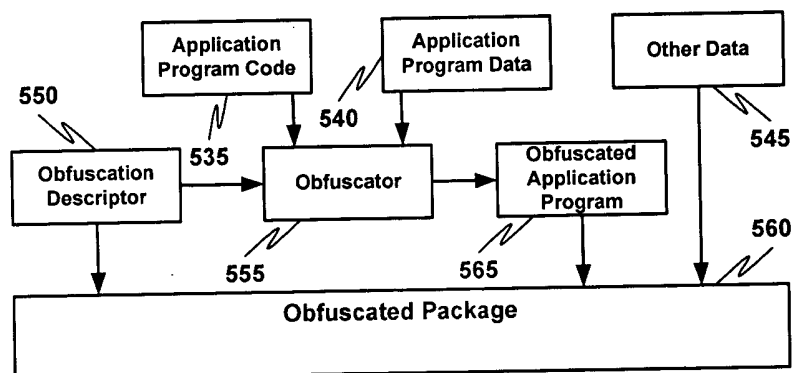 Application
Program Code
Application
Program Data
Other Data
550
535
540
545
Obfuscation
Descriptor
Obfuscator
Obfuscated
Application
Program
555
565
560
Obfuscated Package